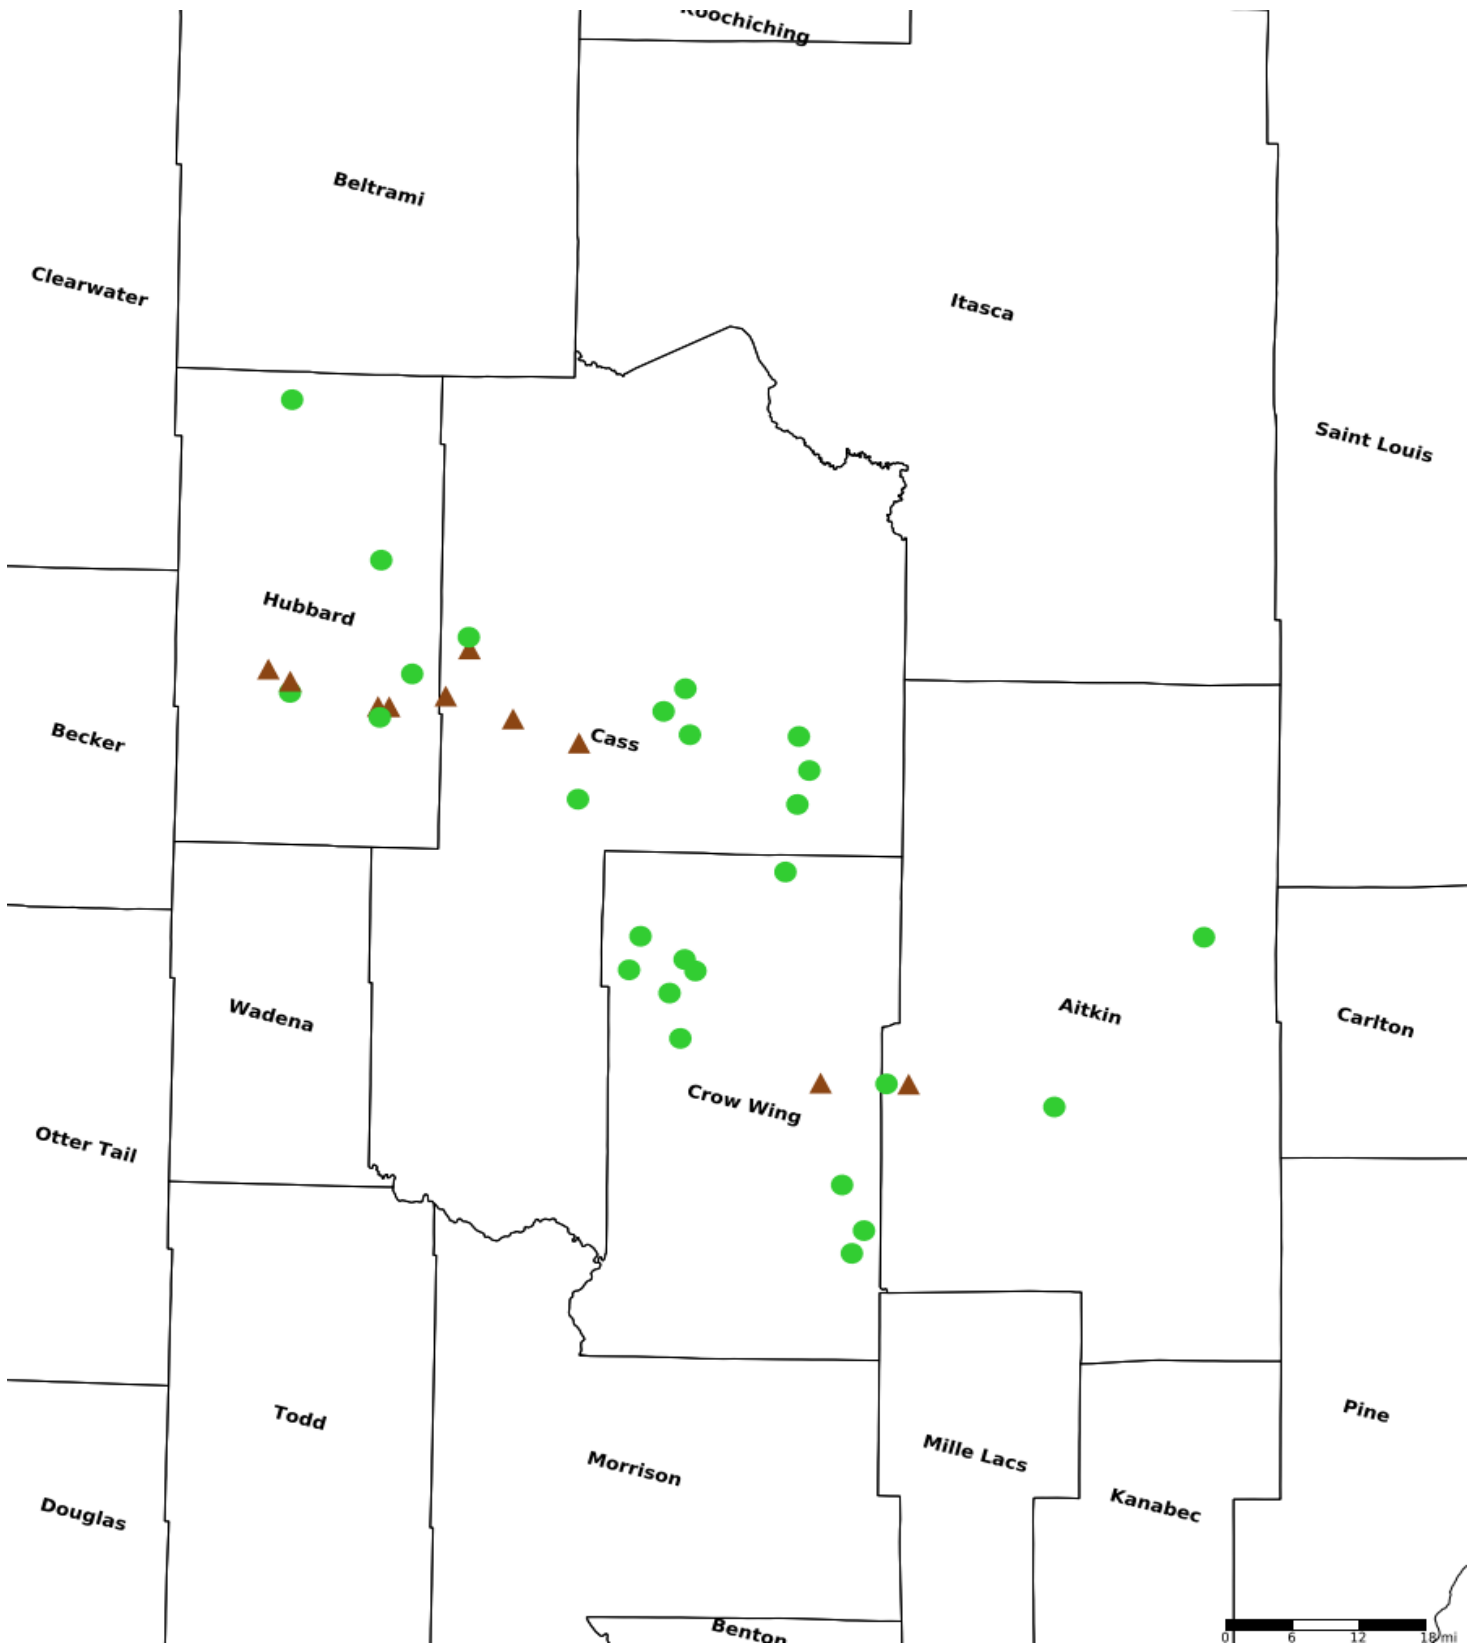 Koochiching
Beltrami
Clearwater
Itasca
Saint Louis
Hubbard
Becker
Cass
Wadena
Aitkin
Carlton
Crow Wing
Otter Tail
Todd
Pine
Morrison
Mille Lacs
Kanabec
Douglas
Benton
0 6 12 18 mi